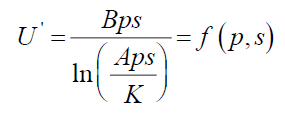 U' = Bps / ln(Aps / K) = f(p,s)